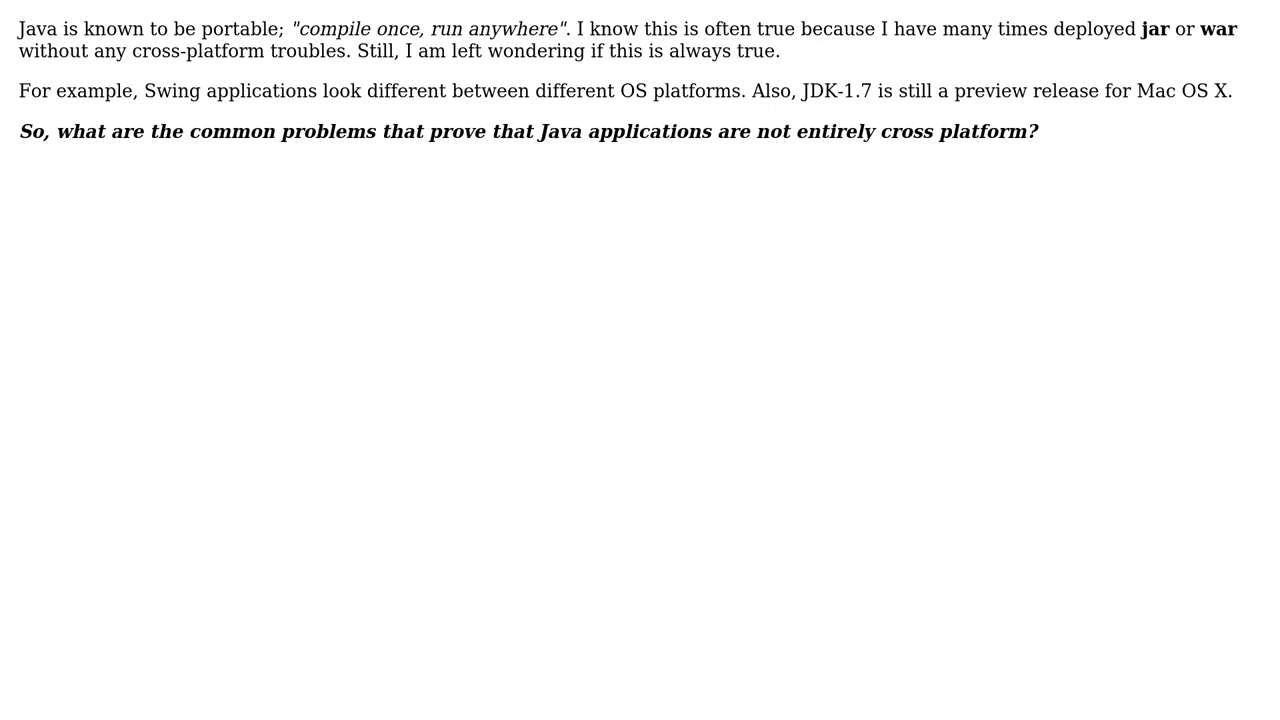 Java is known to be portable; "compile once, run anywhere". I know this is often true because I have many times deployed jar or war
without any cross-platform troubles. Still, I am left wondering if this is always true.
For example, Swing applications look different between different OS platforms. Also, JDK-1.7 is still a preview release for Mac OS X.
So, what are the common problems that prove that Java applications are not entirely cross platform?